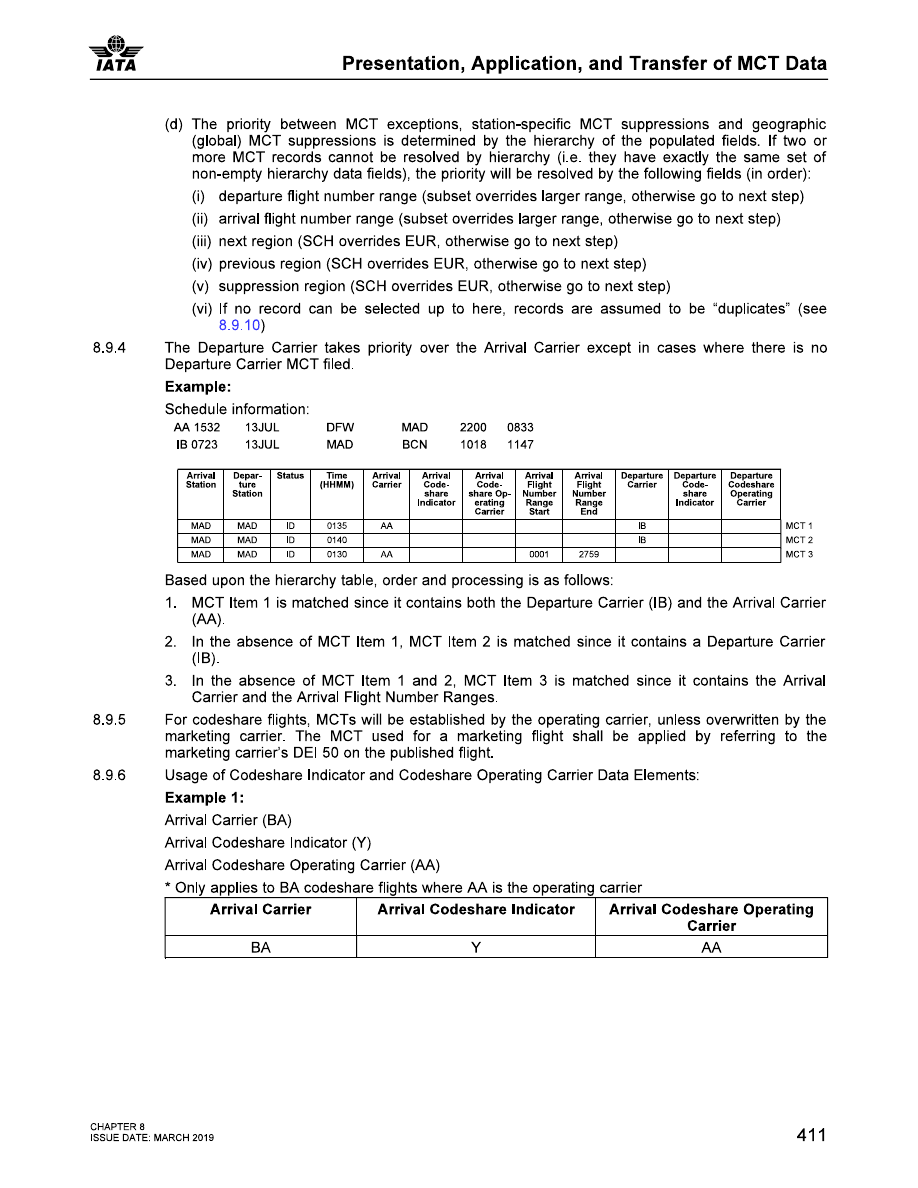 IATA
Presentation, Application, and Transfer of MCT Data
(d) The priority between MCT exceptions, station-specific MCT suppressions and geographic
(global) MCT suppressions is determined by the hierarchy of the populated fields. If two or
more MCT records cannot be resolved by hierarchy (i.e. they have exactly the same set of
non-empty hierarchy data fields), the priority will be resolved by the following fields (in order):
(i) departure flight number range (subset overrides larger range, otherwise go to next step)
(ii) arrival flight number range (subset overrides larger range, otherwise go to next step)
(iii) next region (SCH overrides EUR, otherwise go to next step)
(iv) previous region (SCH overrides EUR, otherwise go to next step)
(v) suppression region (SCH overrides EUR, otherwise go to next step)
(vi) If no record can be selected up to here, records are assumed to be “duplicates” (see
8.9.10)
8.9.4 The Departure Carrier takes priority over the Arrival Carrier except in cases where there is no
Departure Carrier MCT filed.
Example:
Schedule information:
AA 1532 13JUL DFW MAD 2200 0833
IB 0723 13JUL MAD BCN 1018 1147
Arrival Depar- Status Time Arrival Arrival Arrival Arrival Arrival Departure Departure Departure
Station ture (HHMM) Carrier Code- Code- Flight Flight Carrier Code- Codeshare
Station share share Op- Number Number share Operating
Indicator erating Range Range Indicator Carrier
Carrier Start End
MAD MAD ID 0135 AA IB MCT 1
MAD MAD ID 0140 IB MCT 2
MAD MAD ID 0130 AA 0001 2759 MCT 3
Based upon the hierarchy table, order and processing is as follows:
1. MCT Item 1 is matched since it contains both the Departure Carrier (IB) and the Arrival Carrier
(AA).
2. In the absence of MCT Item 1, MCT Item 2 is matched since it contains a Departure Carrier
(IB).
3. In the absence of MCT Item 1 and 2, MCT Item 3 is matched since it contains the Arrival
Carrier and the Arrival Flight Number Ranges.
8.9.5 For codeshare flights, MCTs will be established by the operating carrier, unless overwritten by the
marketing carrier. The MCT used for a marketing flight shall be applied by referring to the
marketing carrier’s DEI 50 on the published flight.
8.9.6 Usage of Codeshare Indicator and Codeshare Operating Carrier Data Elements:
Example 1:
Arrival Carrier (BA)
Arrival Codeshare Indicator (Y)
Arrival Codeshare Operating Carrier (AA)
* Only applies to BA codeshare flights where AA is the operating carrier
Arrival Carrier Arrival Codeshare Indicator Arrival Codeshare Operating
Carrier
BA Y AA
CHAPTER 8
ISSUE DATE: MARCH 2019
411